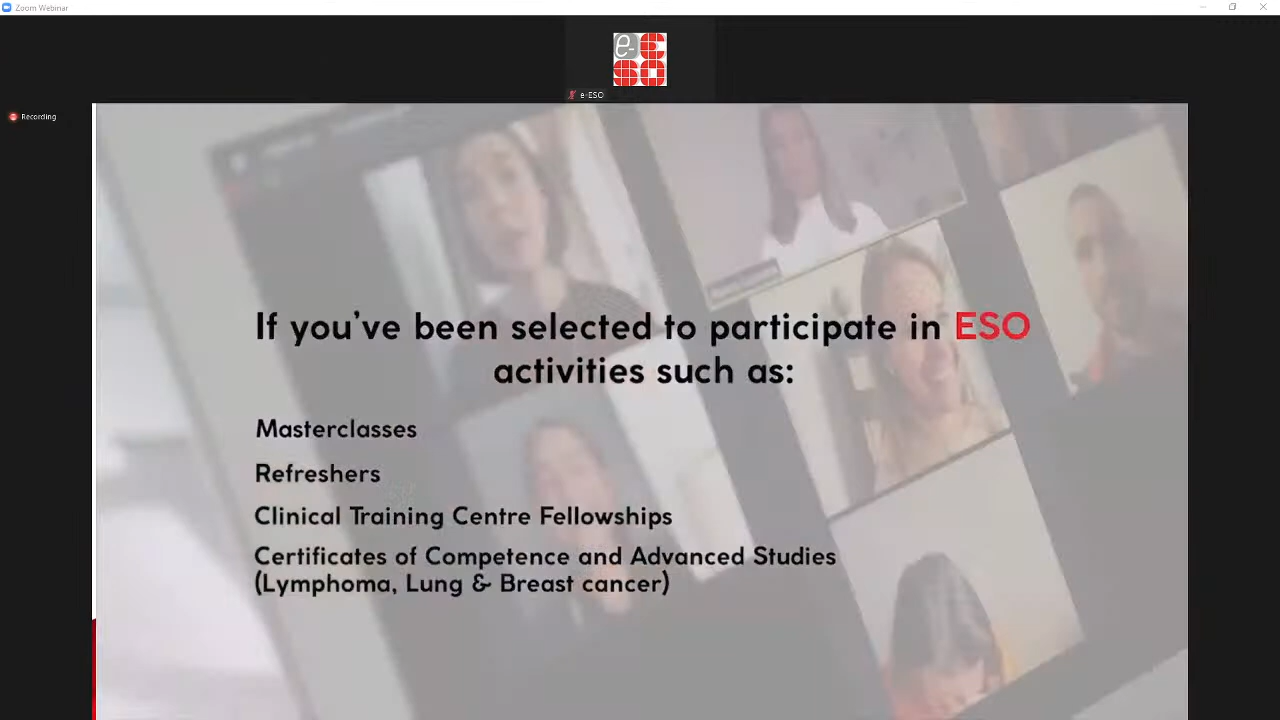 Zoom Webinar
e-
ESO
e-ESO
Recording
If you've been selected to participate in ESO
activities such as:
Masterclasses
Refreshers
Clinical Training Centre Fellowships
Certificates of Competence and Advanced Studies
(Lymphoma, Lung & Breast cancer)